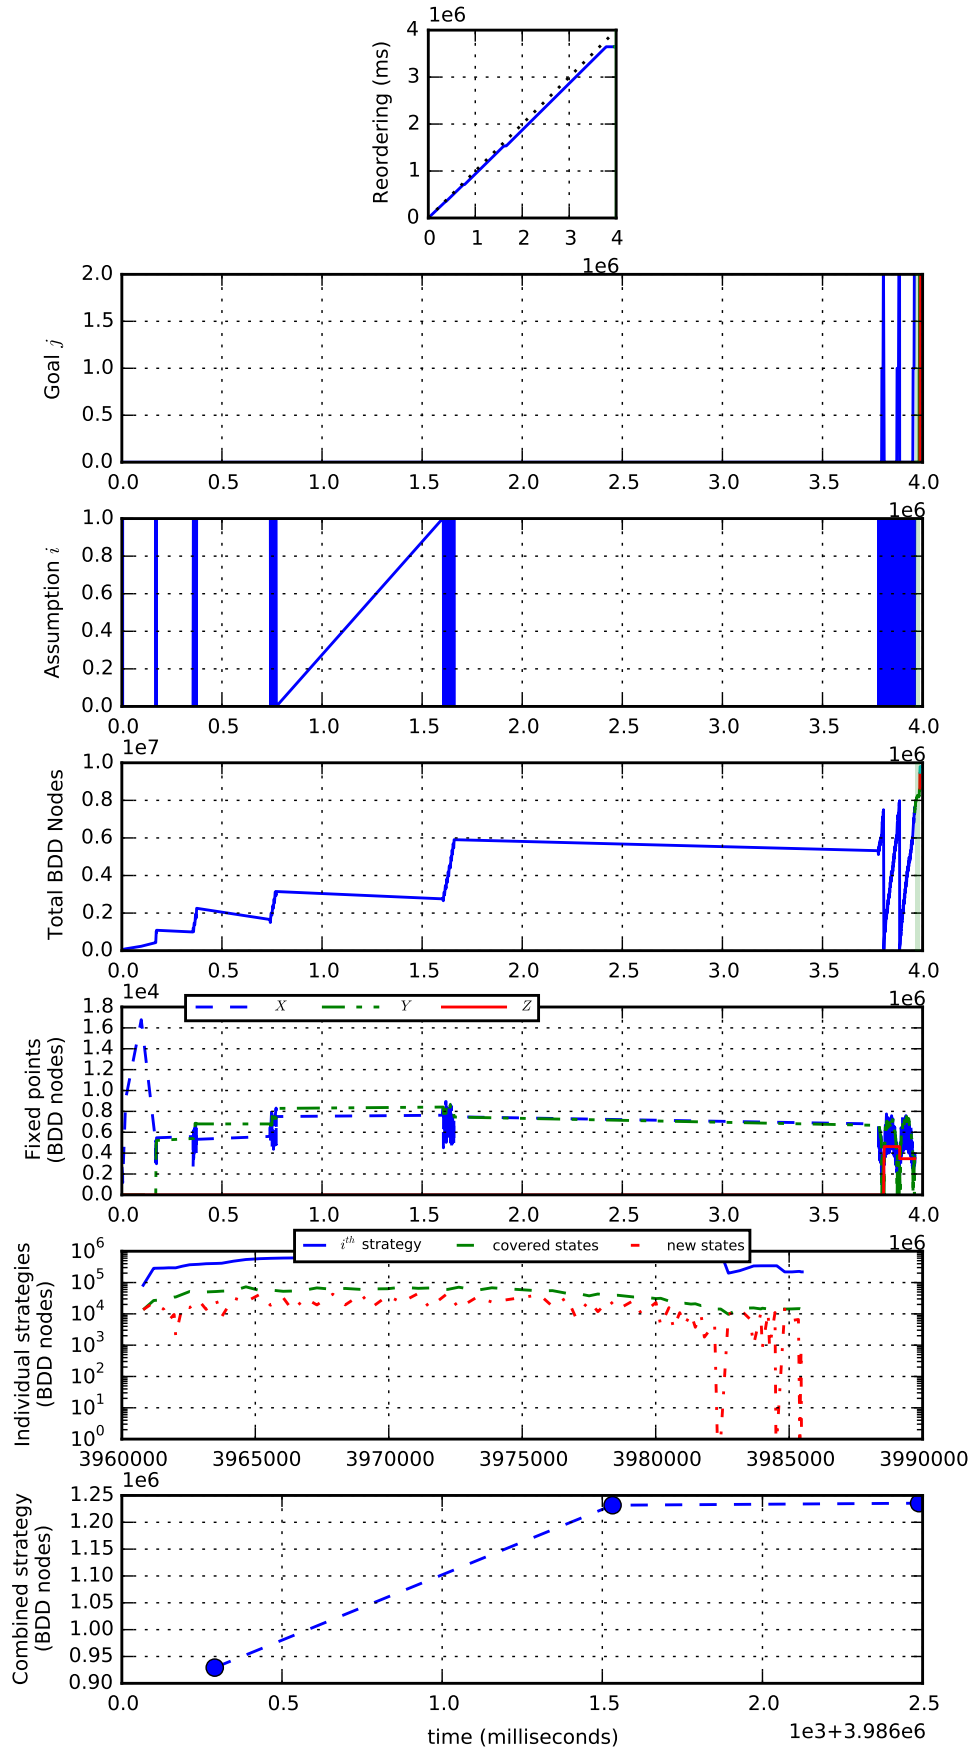 1e6
Reordering (ms)
4
3
2
1
0
0 1 2 3 4
1e6
Goal j
2.0
1.5
1.0
0.5
0.0
0.0 0.5 1.0 1.5 2.0 2.5 3.0 3.5 4.0
1e6
Assumption i
1.0
0.8
0.6
0.4
0.2
0.0
0.0 0.5 1.0 1.5 2.0 2.5 3.0 3.5 4.0
1e7 1e6
Total BDD Nodes
1.0
0.8
0.6
0.4
0.2
0.0
0.0 0.5 1.0 1.5 2.0 2.5 3.0 3.5 4.0
1e4 1e6
X Y Z
Fixed points
(BDD nodes)
1.8
1.6
1.4
1.2
1.0
0.8
0.6
0.4
0.2
0.0
0.0 0.5 1.0 1.5 2.0 2.5 3.0 3.5 4.0
1e6
i^th strategy covered states new states
Individual strategies
(BDD nodes)
10^6
10^5
10^4
10^3
10^2
10^1
10^0
3960000 3965000 3970000 3975000 3980000 3985000 3990000
1e6
Combined strategy
(BDD nodes)
1.25
1.20
1.15
1.10
1.05
1.00
0.95
0.90
0.0 0.5 1.0 1.5 2.0 2.5
time (milliseconds)
1e3+3.986e6